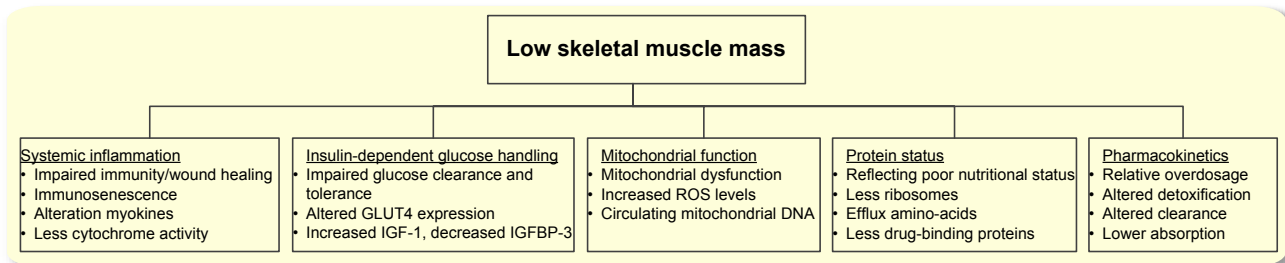 Low skeletal muscle mass
Systemic inflammation
• Impaired immunity/wound healing
• Immunosenescence
• Alteration myokines
• Less cytochrome activity
Insulin-dependent glucose handling
• Impaired glucose clearance and
tolerance
• Altered GLUT4 expression
• Increased IGF-1, decreased IGFBP-3
Mitochondrial function
• Mitochondrial dysfunction
• Increased ROS levels
• Circulating mitochondrial DNA
Protein status
• Reflecting poor nutritional status
• Less ribosomes
• Efflux amino-acids
• Less drug-binding proteins
Pharmacokinetics
• Relative overdosage
• Altered detoxification
• Altered clearance
• Lower absorption